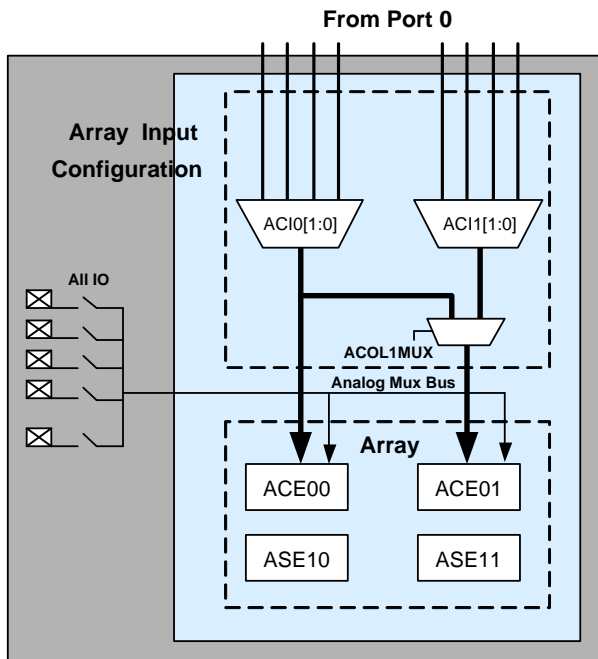 From Port 0
Array Input
Configuration
ACI0[1:0]
ACI1[1:0]
All IO
ACOL1MUX
Analog Mux Bus
Array
ACE00
ACE01
ASE10
ASE11